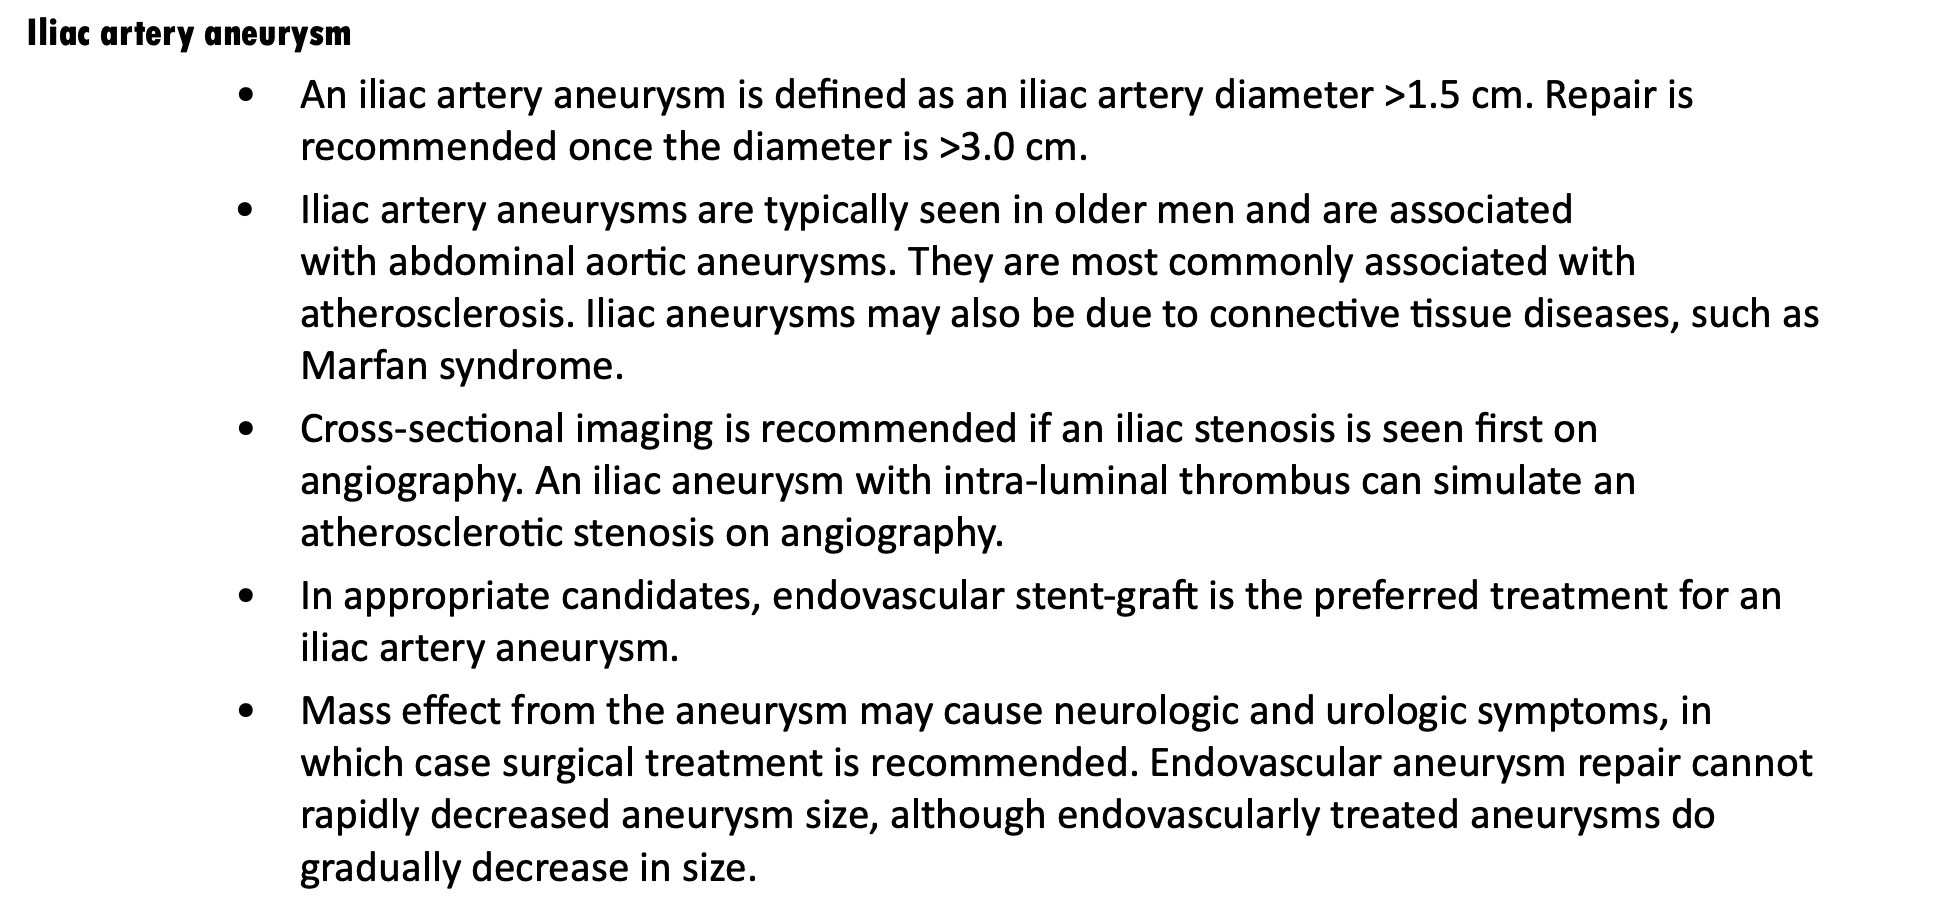 Iliac artery aneurysm
• An iliac artery aneurysm is defined as an iliac artery diameter >1.5 cm. Repair is
recommended once the diameter is >3.0 cm.
• Iliac artery aneurysms are typically seen in older men and are associated
with abdominal aortic aneurysms. They are most commonly associated with
atherosclerosis. Iliac aneurysms may also be due to connective tissue diseases, such as
Marfan syndrome.
• Cross-sectional imaging is recommended if an iliac stenosis is seen first on
angiography. An iliac aneurysm with intra-luminal thrombus can simulate an
atherosclerotic stenosis on angiography.
• In appropriate candidates, endovascular stent-graft is the preferred treatment for an
iliac artery aneurysm.
• Mass effect from the aneurysm may cause neurologic and urologic symptoms, in
which case surgical treatment is recommended. Endovascular aneurysm repair cannot
rapidly decreased aneurysm size, although endovascularly treated aneurysms do
gradually decrease in size.